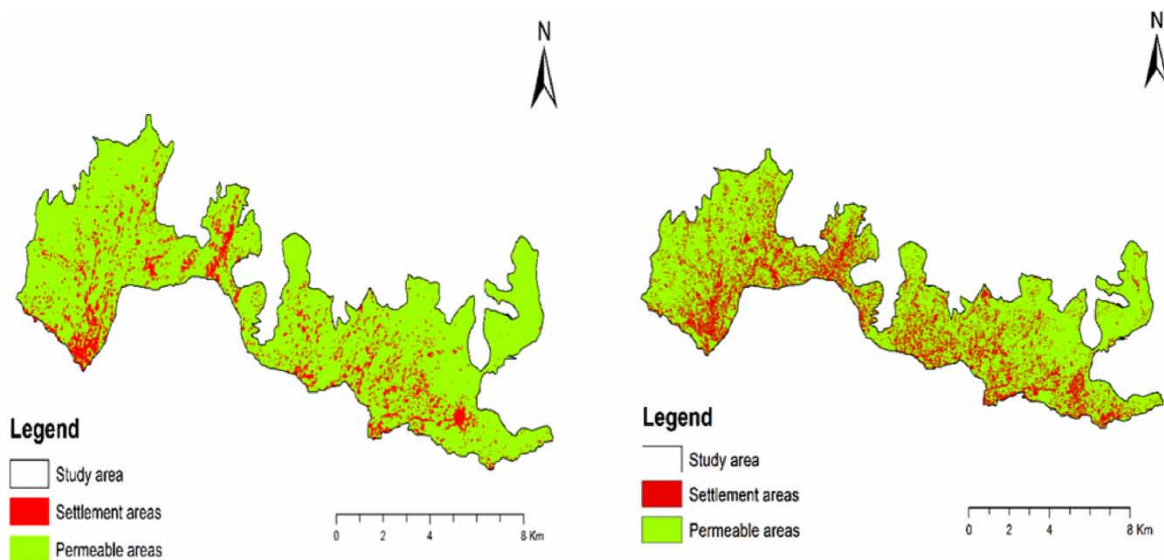 N
Legend
Study area
Settlement areas
Permeable areas
0 2 4 8 Km
N
Legend
Study area
Settlement areas
Permeable areas
0 2 4 8 Km